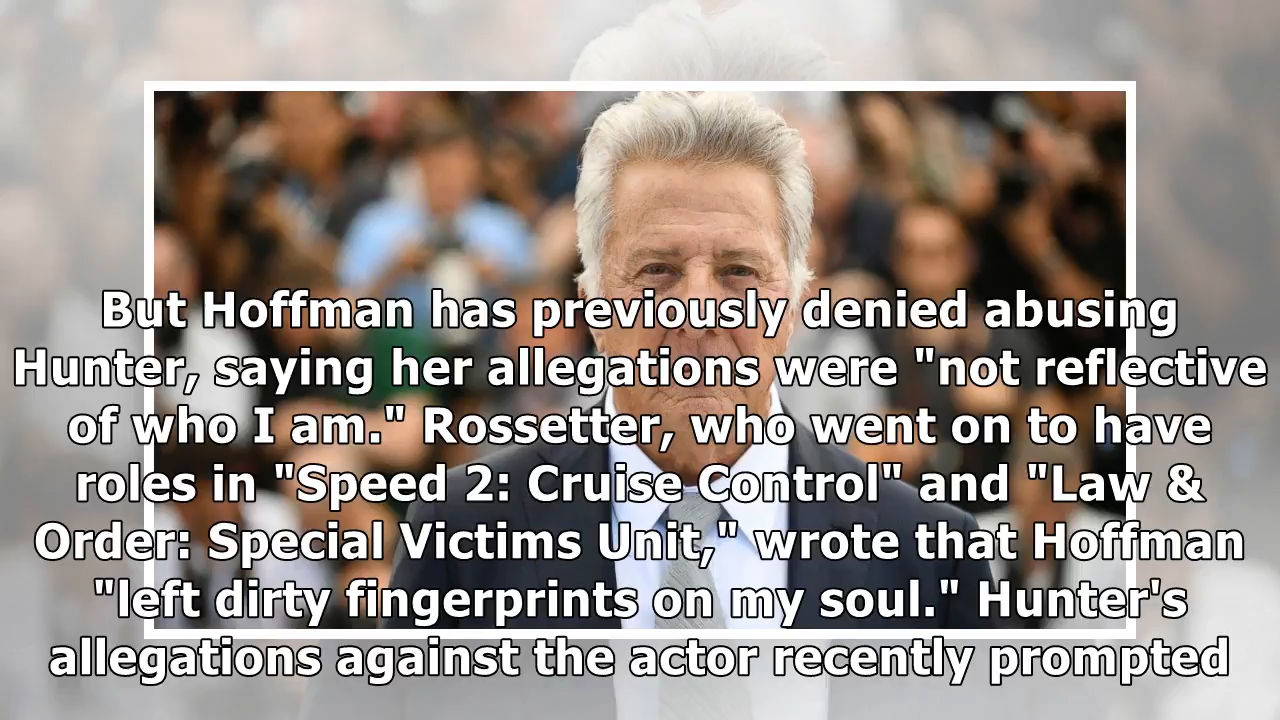 But Hoffman has previously denied abusing
Hunter, saying her allegations were "not reflective
of who I am." Rossetter, who went on to have
roles in "Speed 2: Cruise Control" and "Law &
Order: Special Victims Unit," wrote that Hoffman
"left dirty fingerprints on my soul." Hunter's
allegations against the actor recently prompted